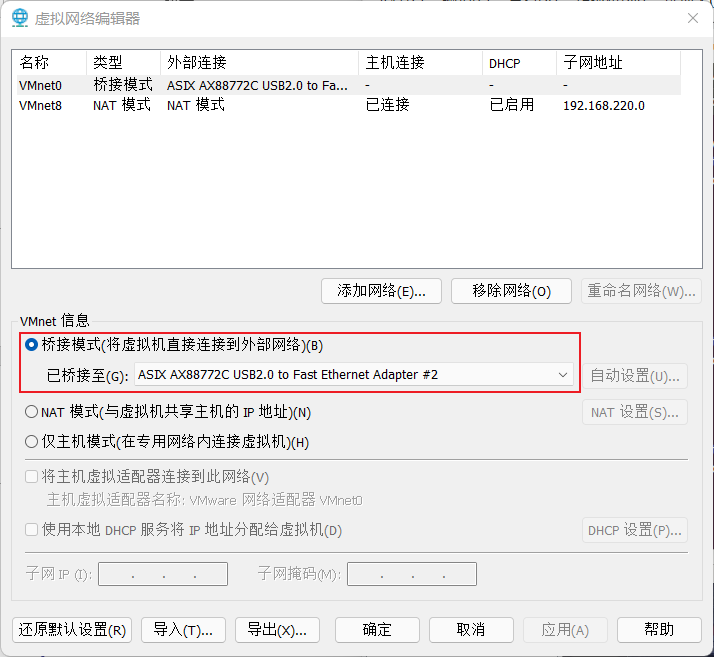 虚拟网络编辑器
名称 类型 外部连接 主机连接 DHCP 子网地址
VMnet0 桥接模式 ASIX AX88772C USB2.0 to Fa... - - -
VMnet8 NAT 模式 NAT 模式 已连接 已启用 192.168.220.0
添加网络(E)... 移除网络(O) 重命名网络(W)...
VMnet 信息
桥接模式(将虚拟机直接连接到外部网络)(B)
已桥接至(G): ASIX AX88772C USB2.0 to Fast Ethernet Adapter #2 自动设置(U)...
NAT 模式(与虚拟机共享主机的 IP 地址)(N) NAT 设置(S)...
仅主机模式(在专用网络内连接虚拟机)(H)
将主机虚拟适配器连接到此网络(V)
主机虚拟适配器名称: VMware 网络适配器 VMnet0
使用本地 DHCP 服务将 IP 地址分配给虚拟机(D) DHCP 设置(P)...
子网 IP (I): . . . 子网掩码(M): . . .
还原默认设置(R) 导入(T)... 导出(X)... 确定 取消 应用(A) 帮助